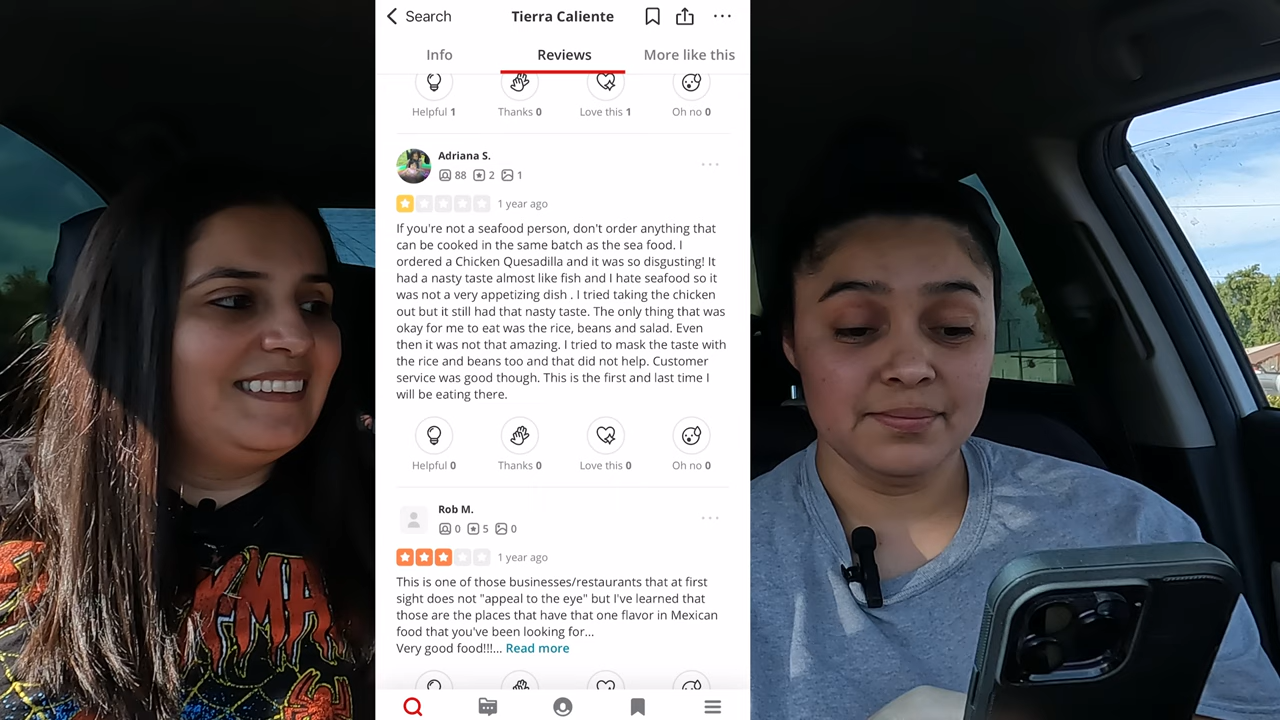 Search
Tierra Caliente
Info
Reviews
More like this
Helpful 1
Thanks 0
Love this 1
Oh no 0
Adriana S.
88 2 1
1 year ago
If you're not a seafood person, don't order anything that
can be cooked in the same batch as the sea food. I
ordered a Chicken Quesadilla and it was so disgusting! It
had a nasty taste almost like fish and I hate seafood so it
was not a very appetizing dish . I tried taking the chicken
out but it still had that nasty taste. The only thing that was
okay for me to eat was the rice, beans and salad. Even
then it was not that amazing. I tried to mask the taste with
the rice and beans too and that did not help. Customer
service was good though. This is the first and last time I
will be eating there.
Helpful 0
Thanks 0
Love this 0
Oh no 0
Rob M.
0 5 0
1 year ago
This is one of those businesses/restaurants that at first
sight does not "appeal to the eye" but I've learned that
those are the places that have that one flavor in Mexican
food that you've been looking for...
Very good food!!!... Read more